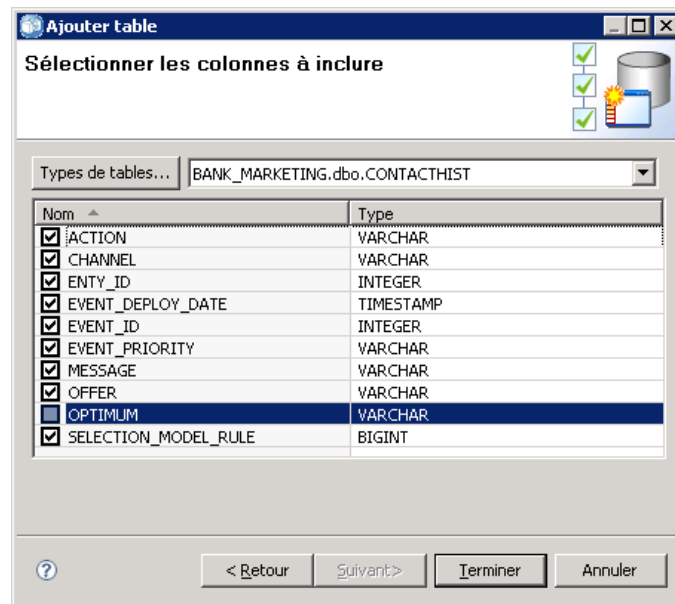 Ajouter table
Sélectionner les colonnes à inclure
Types de tables... BANK_MARKETING.dbo.CONTACTHIST
Nom Type
ACTION VARCHAR
CHANNEL VARCHAR
ENTY_ID INTEGER
EVENT_DEPLOY_DATE TIMESTAMP
EVENT_ID INTEGER
EVENT_PRIORITY VARCHAR
MESSAGE VARCHAR
OFFER VARCHAR
OPTIMUM VARCHAR
SELECTION_MODEL_RULE BIGINT
? < Retour Suivant> Terminer Annuler